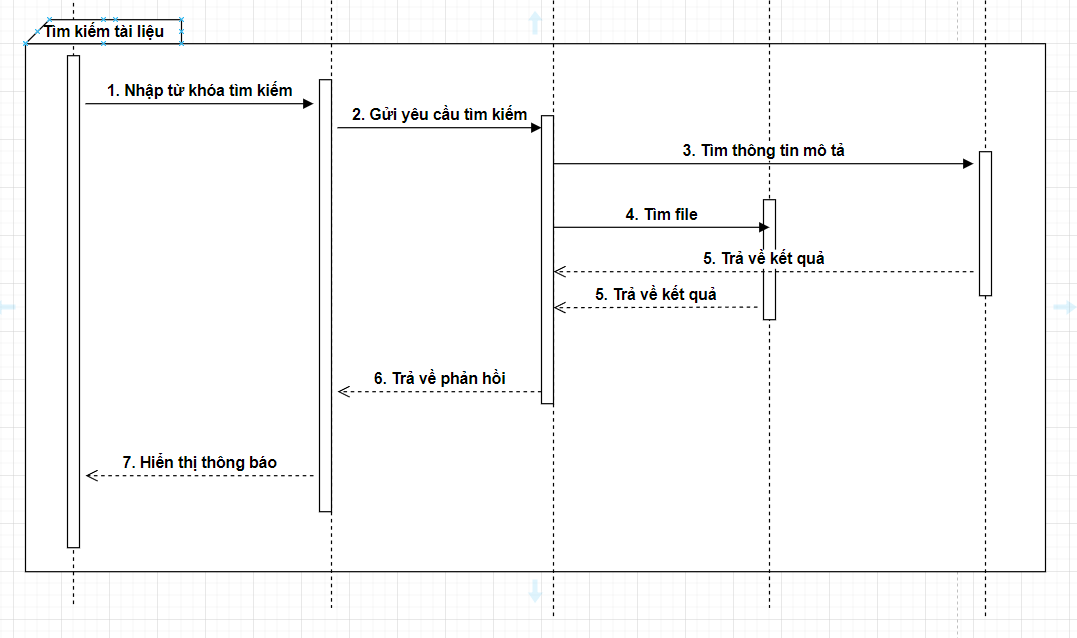 Tìm kiếm tài liệu
1. Nhập từ khóa tìm kiếm
2. Gửi yêu cầu tìm kiếm
3. Tìm thông tin mô tả
4. Tìm file
5. Trả về kết quả
5. Trả về kết quả
6. Trả về phản hồi
7. Hiển thị thông báo